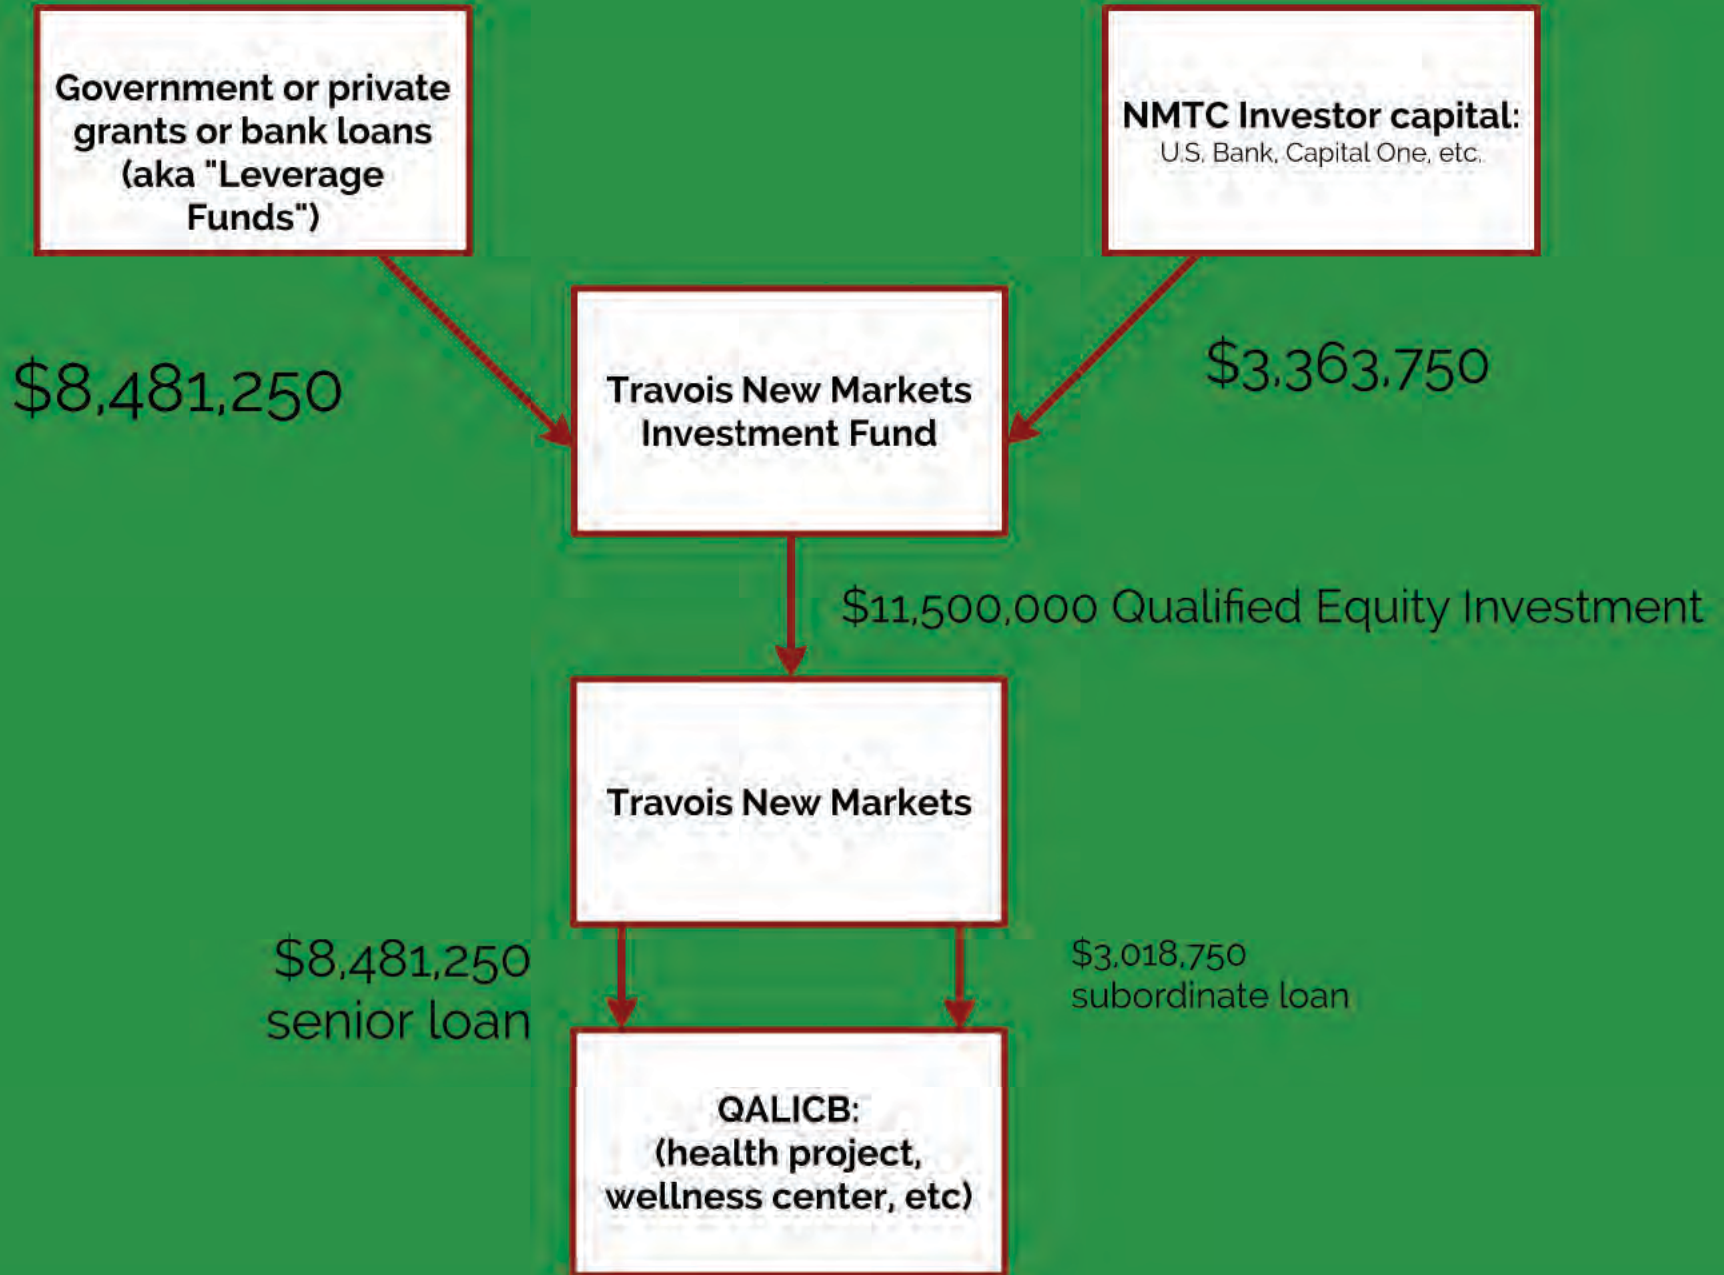 Government or private
grants or bank loans
(aka "Leverage
Funds")
NMTC Investor capital:
U.S. Bank, Capital One, etc.
$8,481,250
Travois New Markets
Investment Fund
$3,363,750
$11,500,000 Qualified Equity Investment
Travois New Markets
$8,481,250
senior loan
$3,018,750
subordinate loan
QALICB:
(health project,
wellness center, etc)